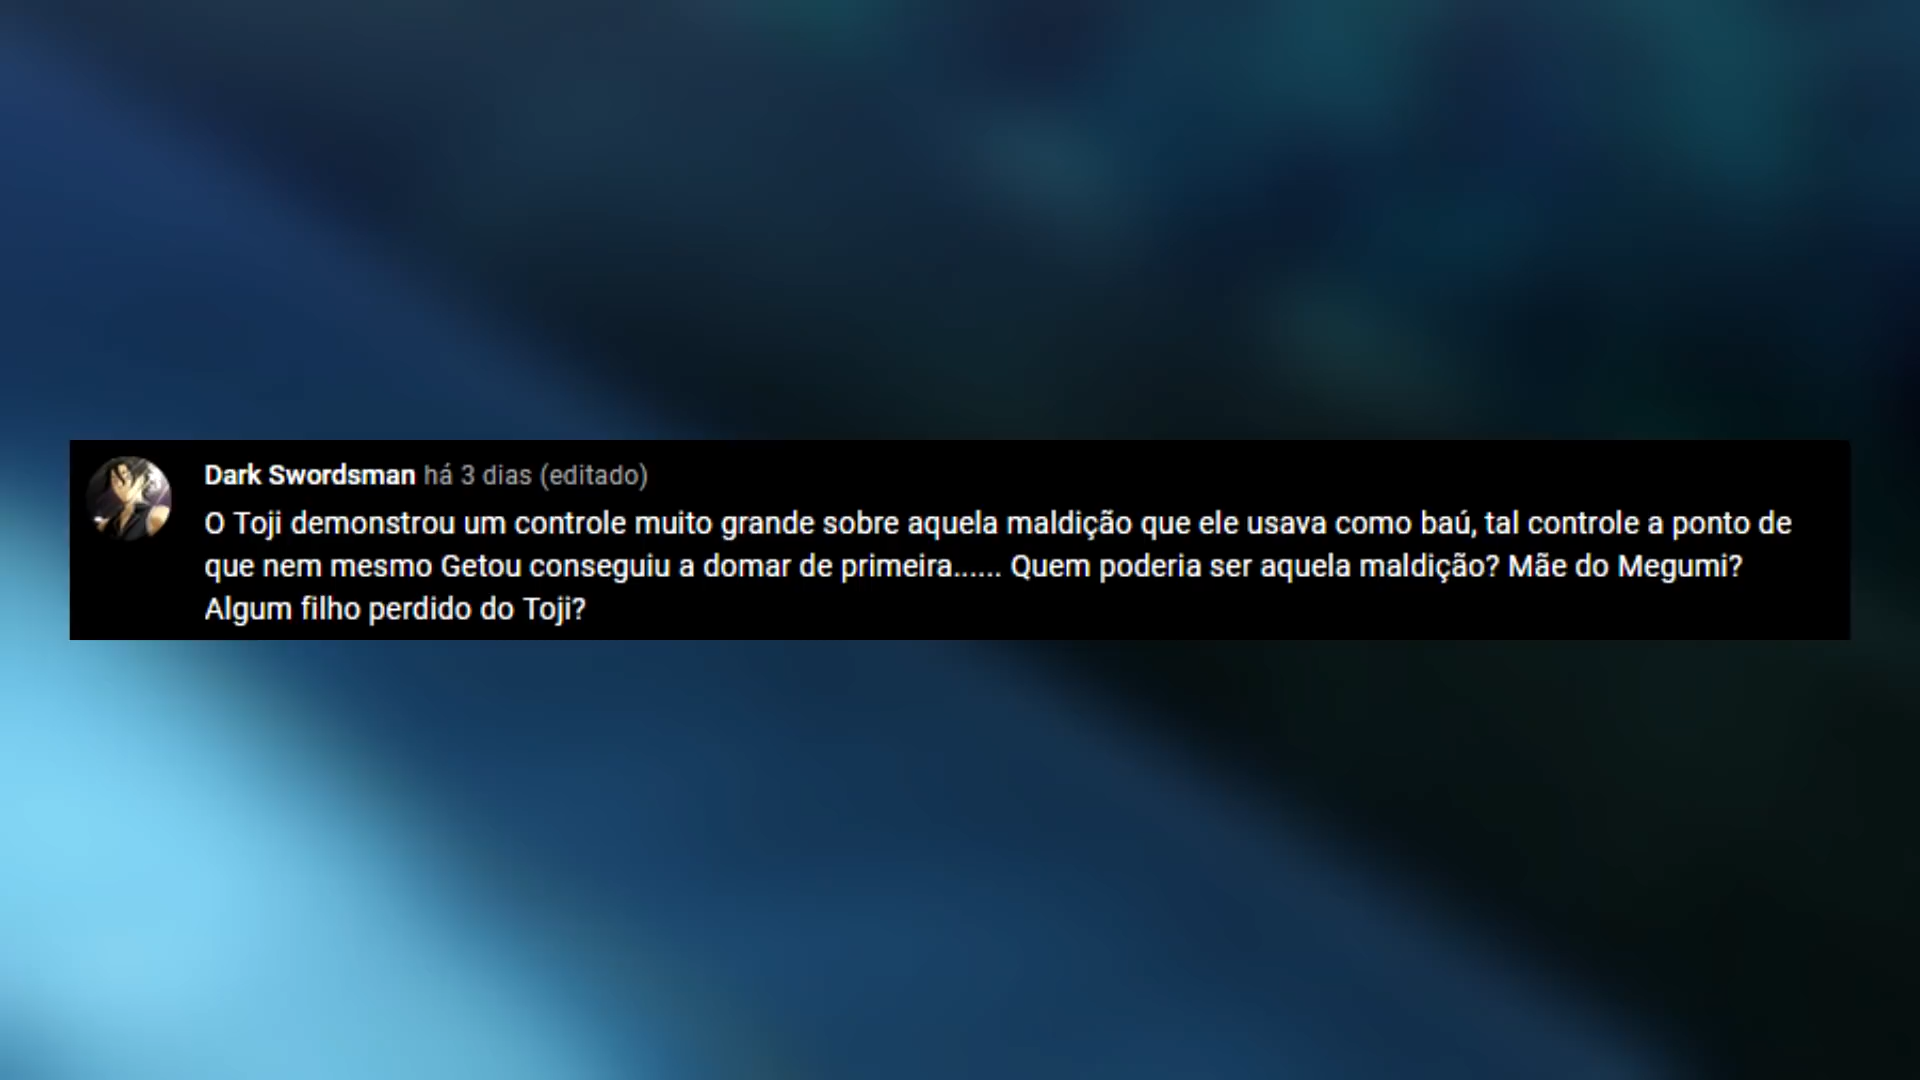 Dark Swordsman há 3 dias (editado)
O Toji demonstrou um controle muito grande sobre aquela maldição que ele usava como baú, tal controle a ponto de
que nem mesmo Getou conseguiu a domar de primeira...... Quem poderia ser aquela maldição? Mãe do Megumi?
Algum filho perdido do Toji?